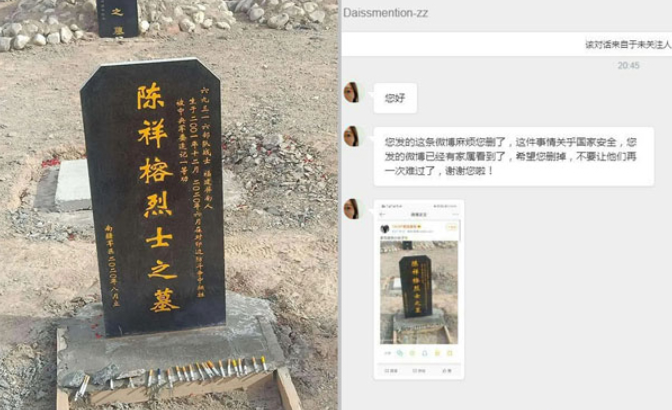 之墓
六九三一六部队战士 福建屏南人
生于二〇〇一年十二月 二〇二〇年六月在对印边防斗争中牺牲
被中央军委追记一等功
陈祥榕烈士之墓
南疆军区二〇二〇年八月立
Daissmention-zz
该对话来自于未关注人
20:45
您好
您发的这条微博麻烦您删了，这件事情关乎国家安全，您
发的微博已经有家属看到了，希望您删掉，不要让他们再
一次难过了，谢谢您啦！
陈祥榕烈士之墓